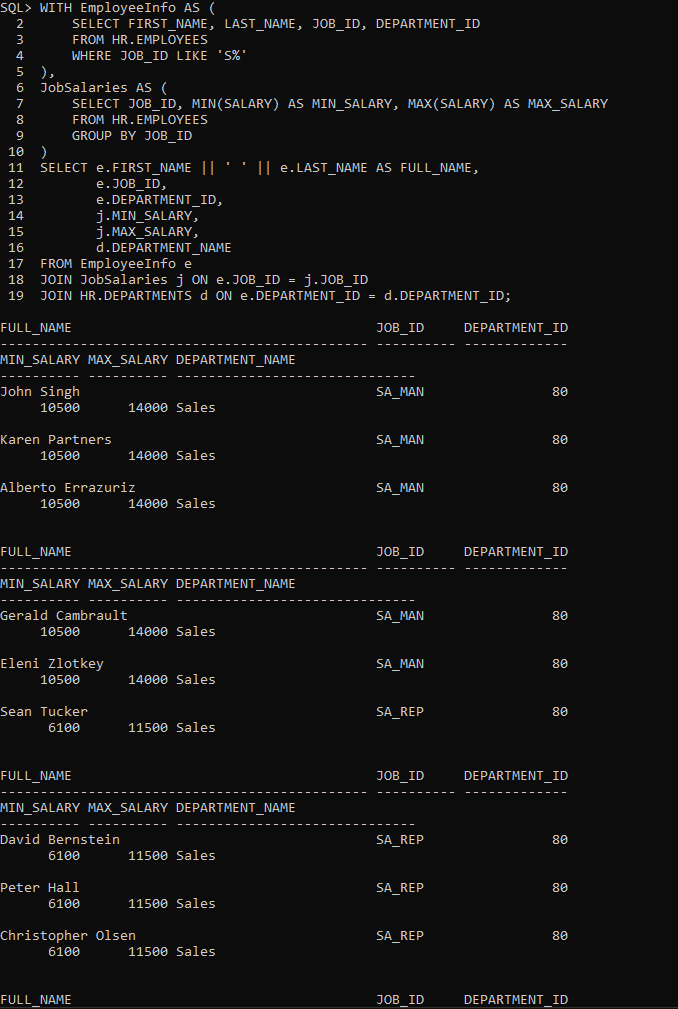 SQL> WITH EmployeeInfo AS (
  2      SELECT FIRST_NAME, LAST_NAME, JOB_ID, DEPARTMENT_ID
  3      FROM HR.EMPLOYEES
  4      WHERE JOB_ID LIKE 'S%'
  5  ),
  6  JobSalaries AS (
  7      SELECT JOB_ID, MIN(SALARY) AS MIN_SALARY, MAX(SALARY) AS MAX_SALARY
  8      FROM HR.EMPLOYEES
  9      GROUP BY JOB_ID
 10  )
 11  SELECT e.FIRST_NAME || ' ' || e.LAST_NAME AS FULL_NAME,
 12         e.JOB_ID,
 13         e.DEPARTMENT_ID,
 14         j.MIN_SALARY,
 15         j.MAX_SALARY,
 16         d.DEPARTMENT_NAME
 17  FROM EmployeeInfo e
 18  JOIN JobSalaries j ON e.JOB_ID = j.JOB_ID
 19  JOIN HR.DEPARTMENTS d ON e.DEPARTMENT_ID = d.DEPARTMENT_ID;

FULL_NAME                                      JOB_ID     DEPARTMENT_ID
---------------------------------------------- ---------- -------------
MIN_SALARY MAX_SALARY DEPARTMENT_NAME
---------- ---------- ------------------------------
John Singh                                     SA_MAN                80
     10500      14000 Sales

Karen Partners                                 SA_MAN                80
     10500      14000 Sales

Alberto Errazuriz                              SA_MAN                80
     10500      14000 Sales


FULL_NAME                                      JOB_ID     DEPARTMENT_ID
---------------------------------------------- ---------- -------------
MIN_SALARY MAX_SALARY DEPARTMENT_NAME
---------- ---------- ------------------------------
Gerald Cambrault                               SA_MAN                80
     10500      14000 Sales

Eleni Zlotkey                                  SA_MAN                80
     10500      14000 Sales

Sean Tucker                                    SA_REP                80
      6100      11500 Sales


FULL_NAME                                      JOB_ID     DEPARTMENT_ID
---------------------------------------------- ---------- -------------
MIN_SALARY MAX_SALARY DEPARTMENT_NAME
---------- ---------- ------------------------------
David Bernstein                                SA_REP                80
      6100      11500 Sales

Peter Hall                                     SA_REP                80
      6100      11500 Sales

Christopher Olsen                              SA_REP                80
      6100      11500 Sales


FULL_NAME                                      JOB_ID     DEPARTMENT_ID